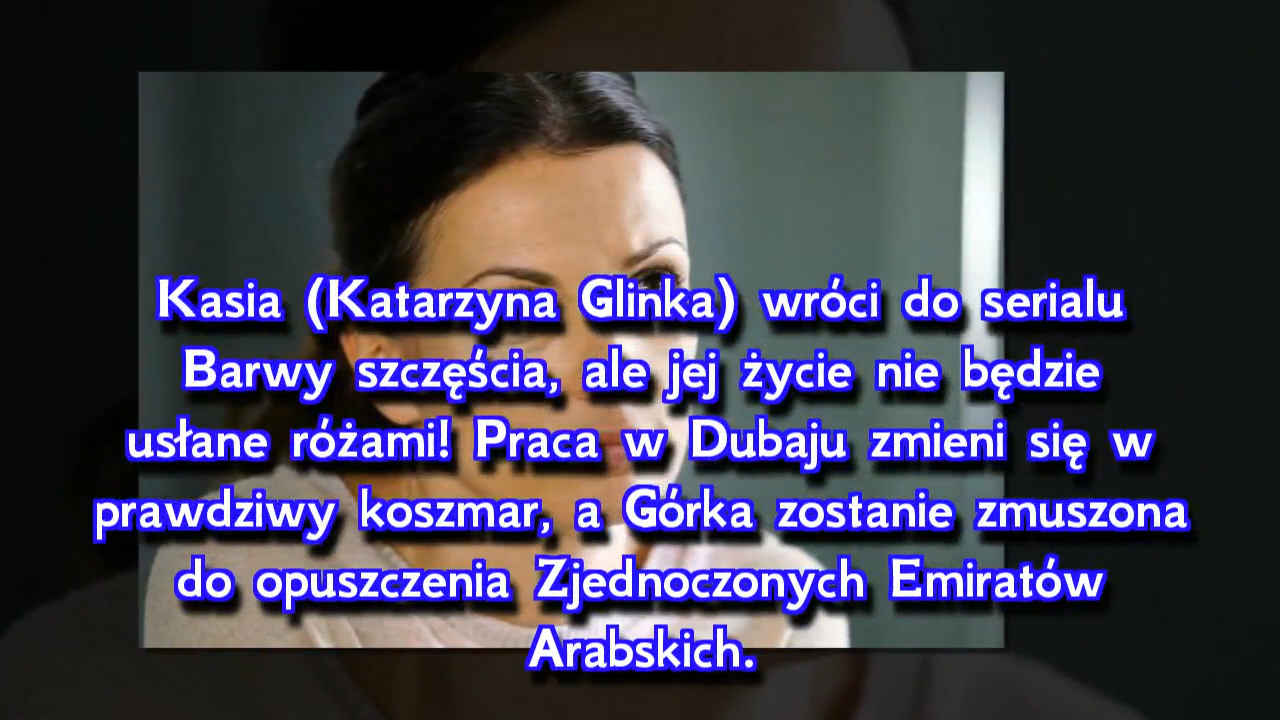 Kasia (Katarzyna Glinka) wróci do serialu
Barwy szczęścia, ale jej życie nie będzie
usłane różami! Praca w Dubaju zmieni się w
prawdziwy koszmar, a Górka zostanie zmuszona
do opuszczenia Zjednoczonych Emiratów
Arabskich.